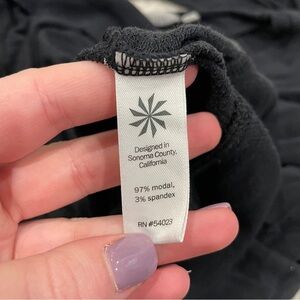 Designed in
Sonoma County,
California
97% modal,
3% spandex
RN #54023